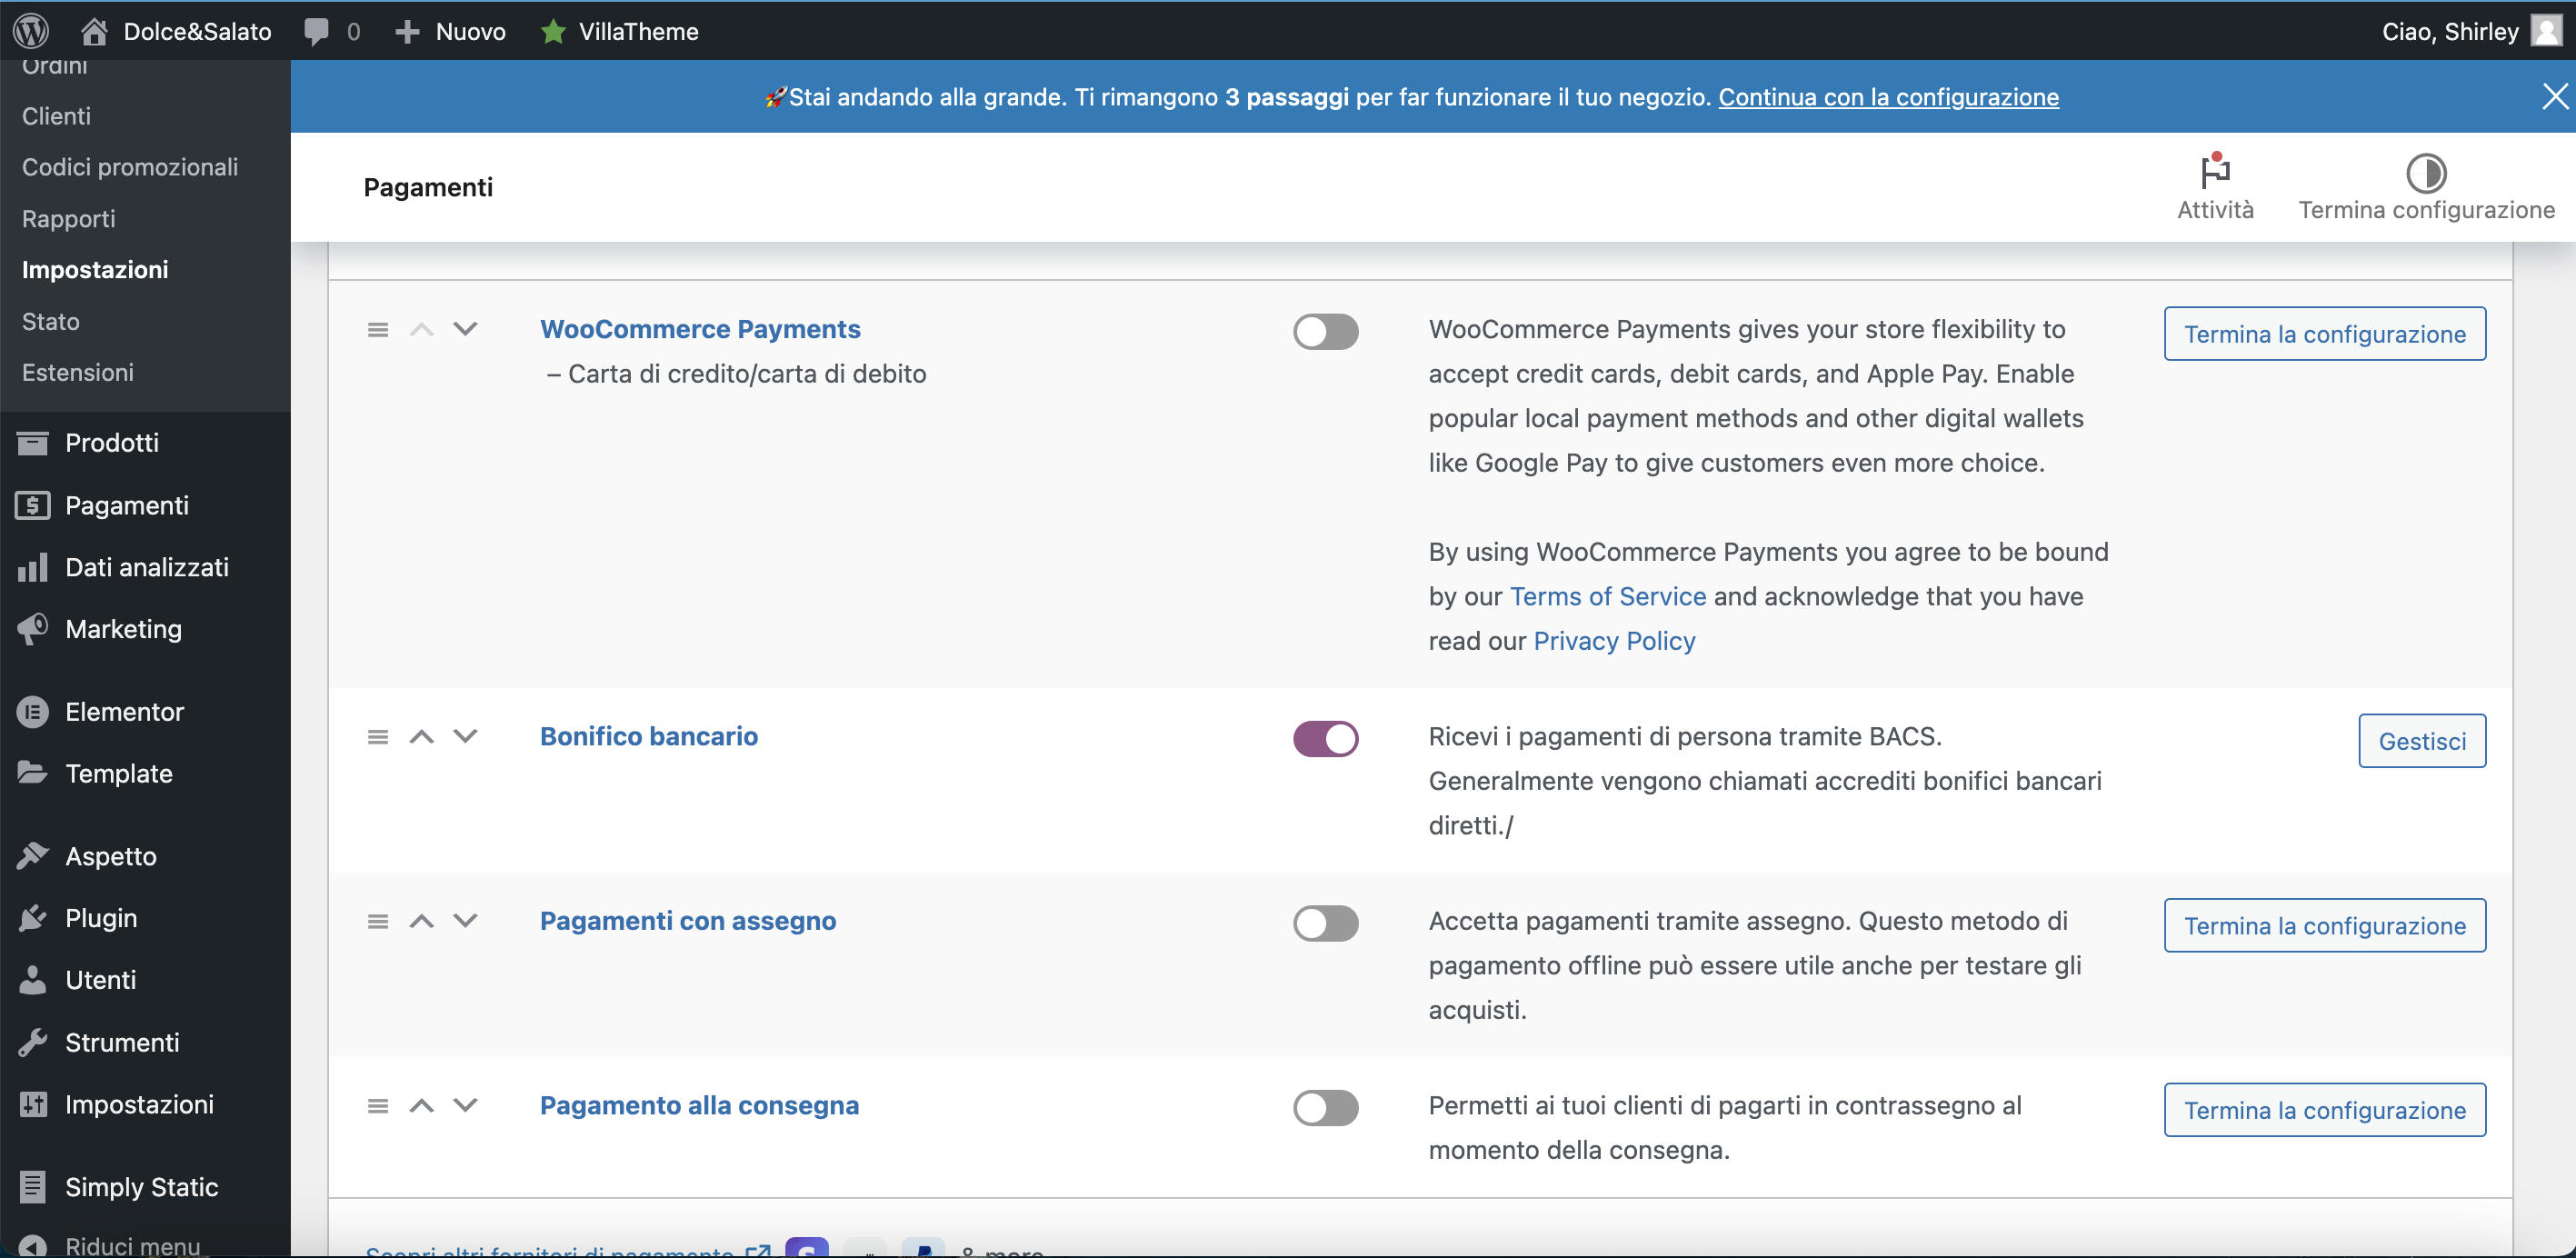 Dolce&Salato 0 Nuovo VillaTheme Ciao, Shirley
Ordini
Clienti
Codici promozionali
Rapporti
Impostazioni
Stato
Estensioni
Prodotti
Pagamenti
Dati analizzati
Marketing
Elementor
Template
Aspetto
Plugin
Utenti
Strumenti
Impostazioni
Simply Static
Riduci menu
🚀Stai andando alla grande. Ti rimangono 3 passaggi per far funzionare il tuo negozio. Continua con la configurazione
Pagamenti
Attività
Termina configurazione
WooCommerce Payments
– Carta di credito/carta di debito
WooCommerce Payments gives your store flexibility to
accept credit cards, debit cards, and Apple Pay. Enable
popular local payment methods and other digital wallets
like Google Pay to give customers even more choice.
By using WooCommerce Payments you agree to be bound
by our Terms of Service and acknowledge that you have
read our Privacy Policy
Termina la configurazione
Bonifico bancario
Ricevi i pagamenti di persona tramite BACS.
Generalmente vengono chiamati accrediti bonifici bancari
diretti./
Gestisci
Pagamenti con assegno
Accetta pagamenti tramite assegno. Questo metodo di
pagamento offline può essere utile anche per testare gli
acquisti.
Termina la configurazione
Pagamento alla consegna
Permetti ai tuoi clienti di pagarti in contrassegno al
momento della consegna.
Termina la configurazione
Scopri altri fornitori di pagamento & more